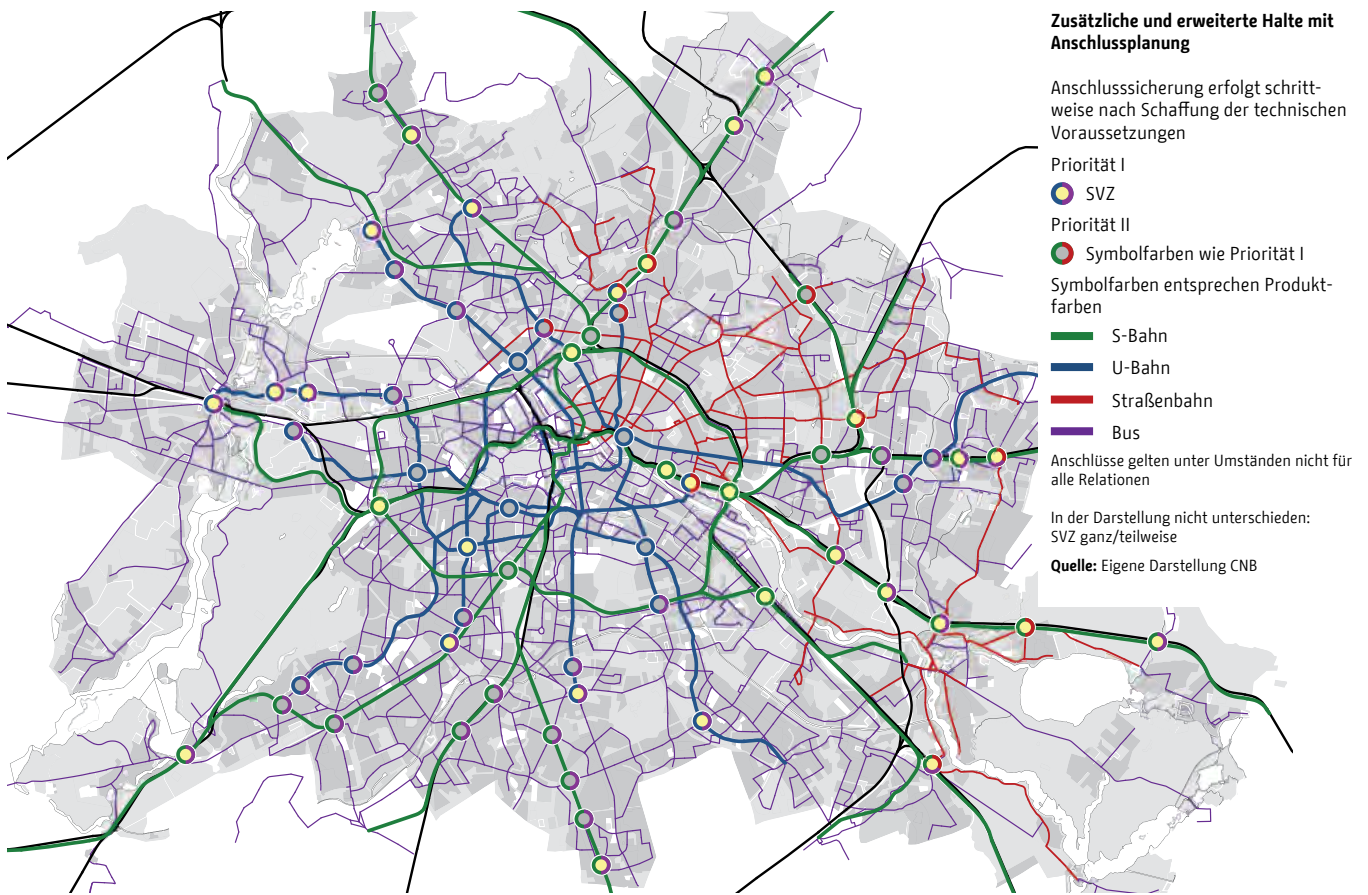 Zusätzliche und erweiterte Halte mit
Anschlussplanung
Anschlusssicherung erfolgt schritt-
weise nach Schaffung der technischen
Voraussetzungen
Priorität I
SVZ
Priorität II
Symbolfarben wie Priorität I
Symbolfarben entsprechen Produkt-
farben
S-Bahn
U-Bahn
Straßenbahn
Bus
Anschlüsse gelten unter Umständen nicht für
alle Relationen
In der Darstellung nicht unterschieden:
SVZ ganz/teilweise
Quelle: Eigene Darstellung CNB